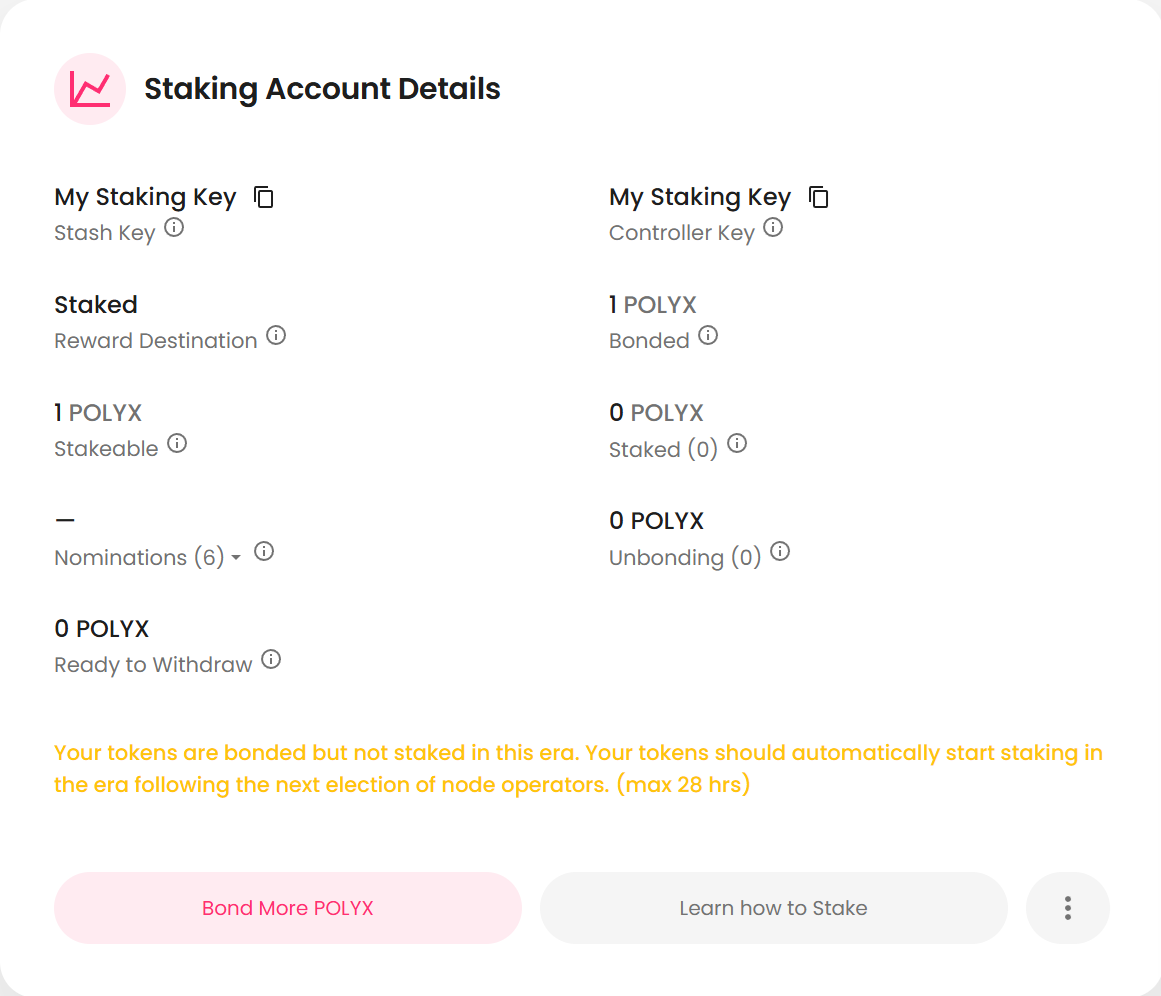 Staking Account Details
My Staking Key
Stash Key
My Staking Key
Controller Key
Staked
Reward Destination
1 POLYX
Bonded
1 POLYX
Stakeable
0 POLYX
Staked (0)
—
Nominations (6)
0 POLYX
Unbonding (0)
0 POLYX
Ready to Withdraw
Your tokens are bonded but not staked in this era. Your tokens should automatically start staking in
the era following the next election of node operators. (max 28 hrs)
Bond More POLYX
Learn how to Stake